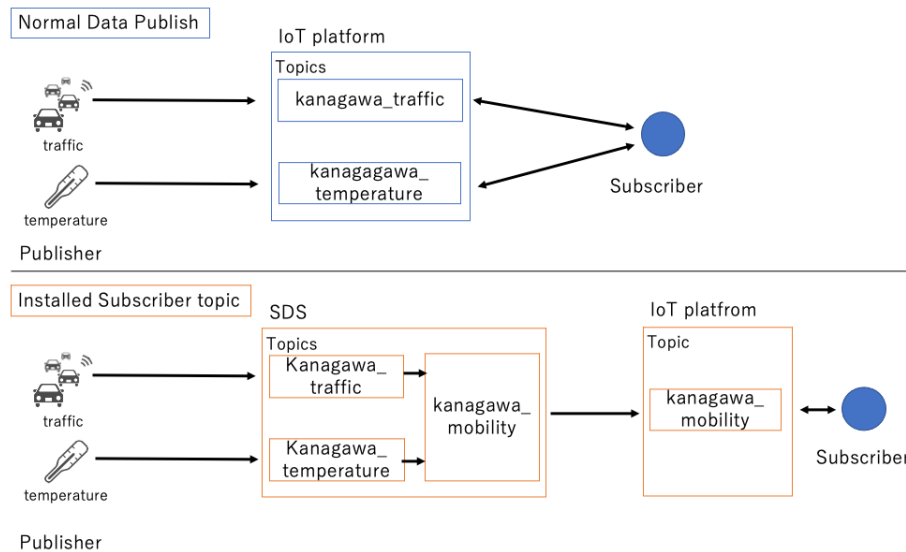 Normal Data Publish
IoT platform
Topics
kanagawa_traffic
traffic
kanagagawa_
temperature
Subscriber
temperature
Publisher
Installed Subscriber topic
SDS
IoT platfrom
Topics
Topic
Kanagawa_
traffic
kanagawa_
mobility
kanagawa_
mobility
traffic
Kanagawa_
temperature
Subscriber
temperature
Publisher